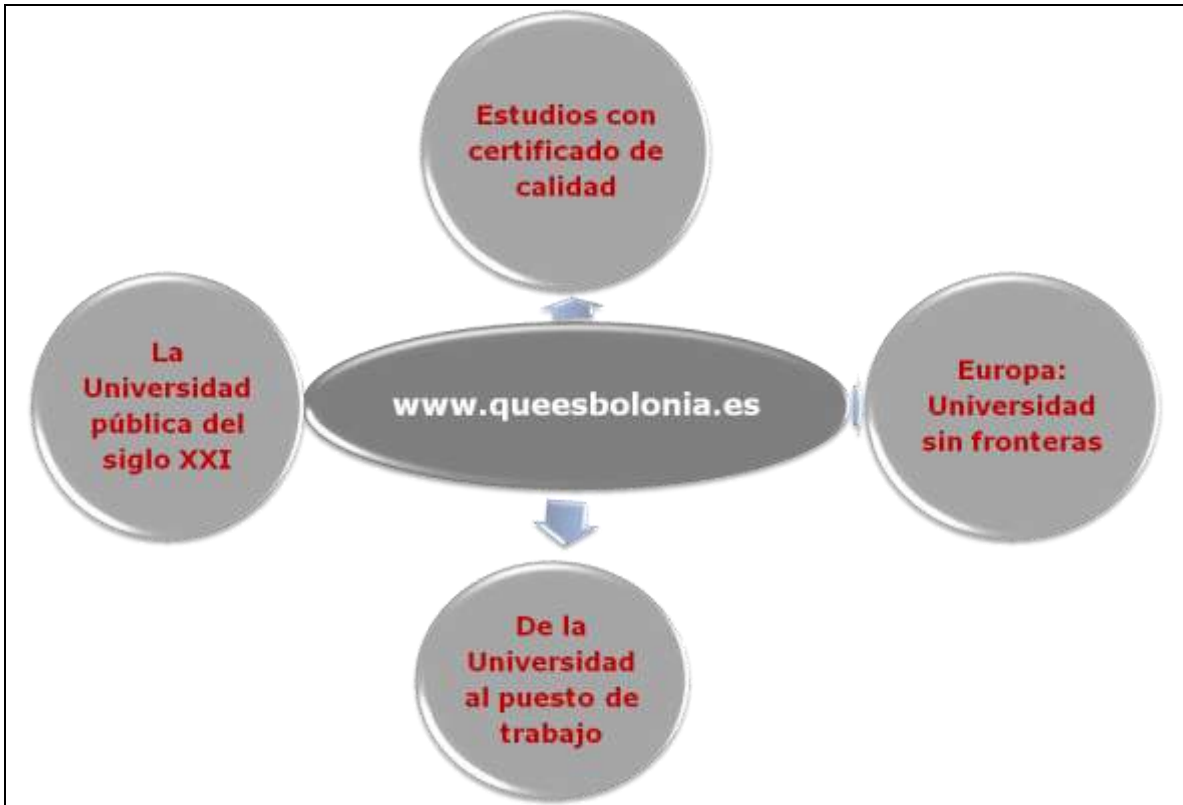 Estudios con
certificado de
calidad
La
Universidad
pública del
siglo XXI
www.queesbolonia.es
Europa:
Universidad
sin fronteras
De la
Universidad
al puesto de
trabajo